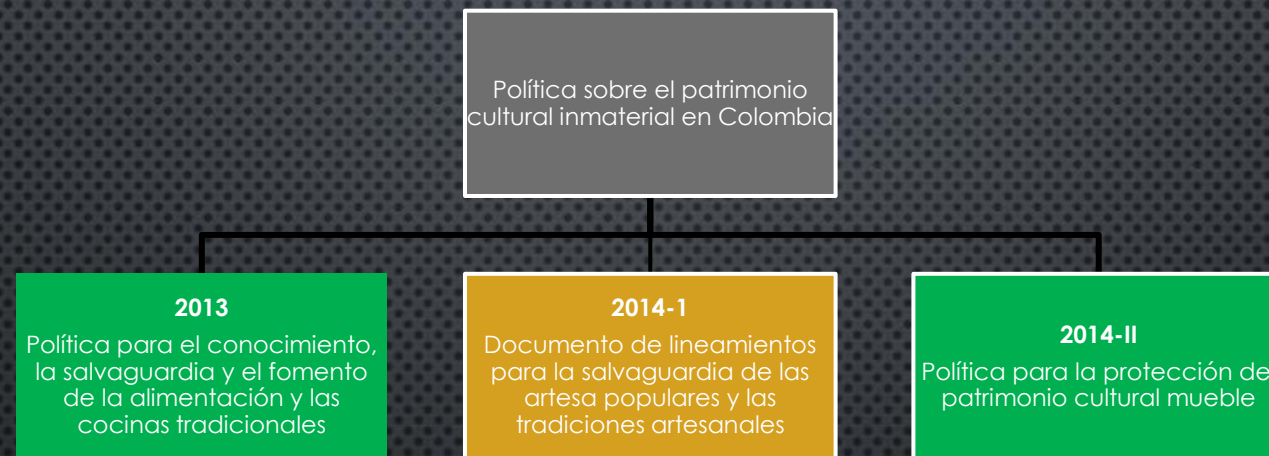 Política sobre el patrimonio
cultural inmaterial en Colombia
2013
Política para el conocimiento,
la salvaguardia y el fomento
de la alimentación y las
cocinas tradicionales
2014-1
Documento de lineamientos
para la salvaguardia de las
artesa populares y las
tradiciones artesanales
2014-II
Política para la protección de
patrimonio cultural mueble